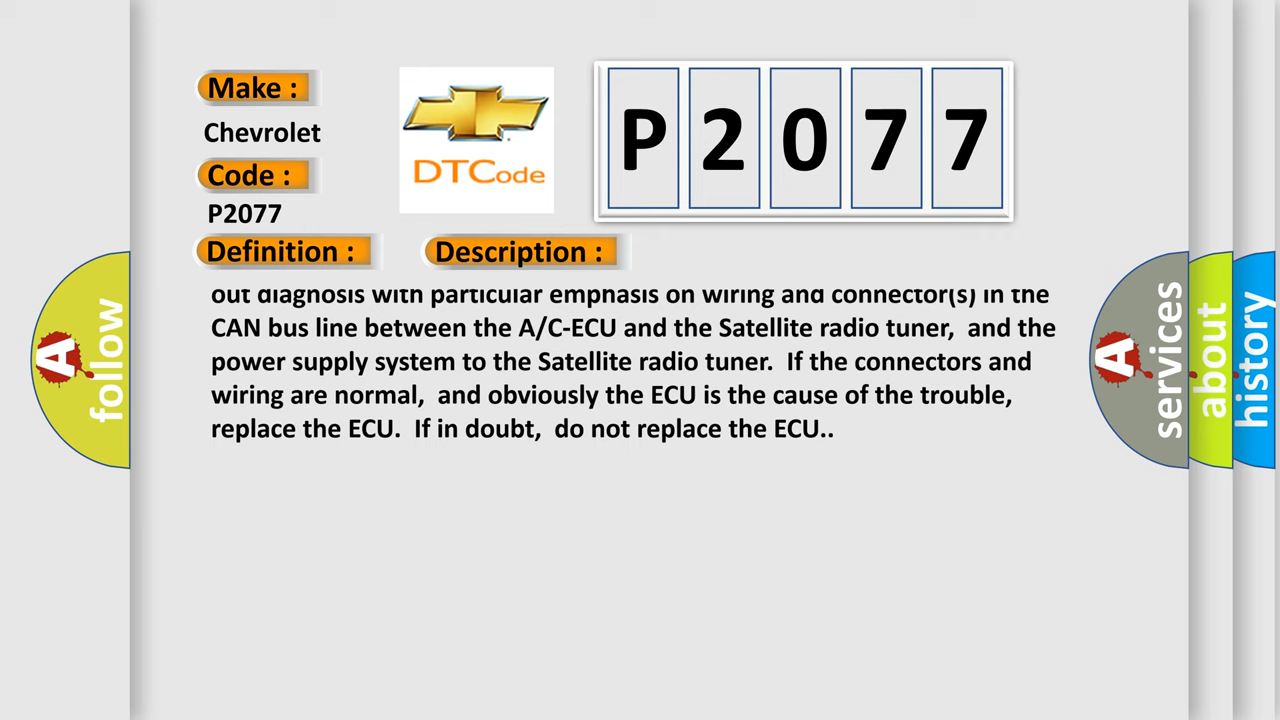 Make :
Chevrolet
Code :
P2077
DTCode
P 2 0 7 7
Definition :
Description :
out diagnosis with particular emphasis on wiring and connector(s) in the
CAN bus line between the A/C-ECU and the Satellite radio tuner, and the
power supply system to the Satellite radio tuner If the connectors and
wiring are normal, and obviously the ECU is the cause of the trouble,
replace the ECU If in doubt, do not replace the ECU..
A follow
A services
about
history